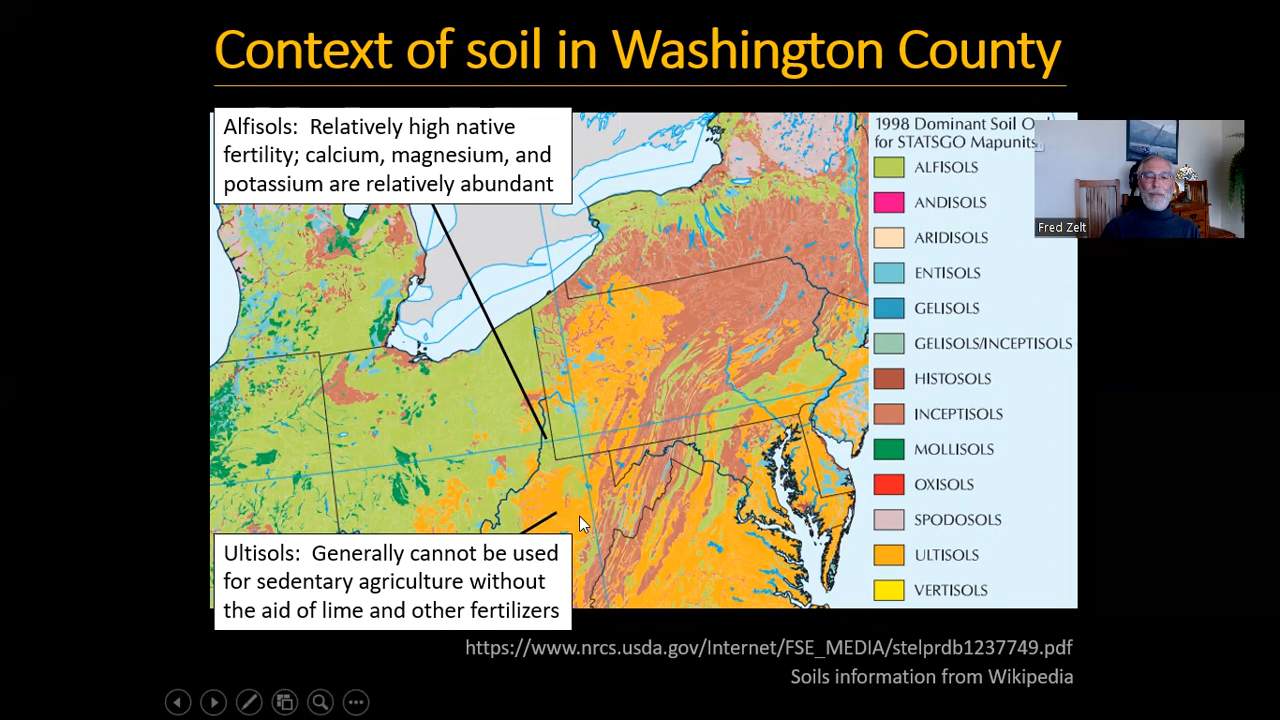 Context of soil in Washington County
Alfisols: Relatively high native
fertility; calcium, magnesium, and
potassium are relatively abundant
1998 Dominant Soil O
for STATSGO Mapunits
ALFISOLS
ANDISOLS
ARIDISOLS
ENTISOLS
GELISOLS
GELISOLS/INCEPTISOLS
HISTOSOLS
INCEPTISOLS
MOLLISOLS
OXISOLS
SPODOSOLS
ULTISOLS
VERTISOLS
Fred Zelt
Ultisols: Generally cannot be used
for sedentary agriculture without
the aid of lime and other fertilizers
https://www.nrcs.usda.gov/Internet/FSE_MEDIA/stelprdb1237749.pdf
Soils information from Wikipedia